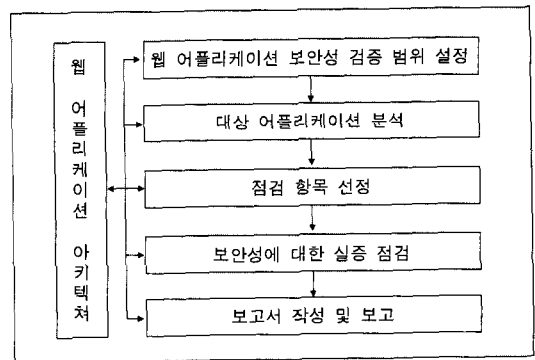 웹 어플리케이션 아키텍쳐
웹 어플리케이션 보안성 검증 범위 설정
대상 어플리케이션 분석
점검 항목 선정
보안성에 대한 실증 점검
보고서 작성 및 보고